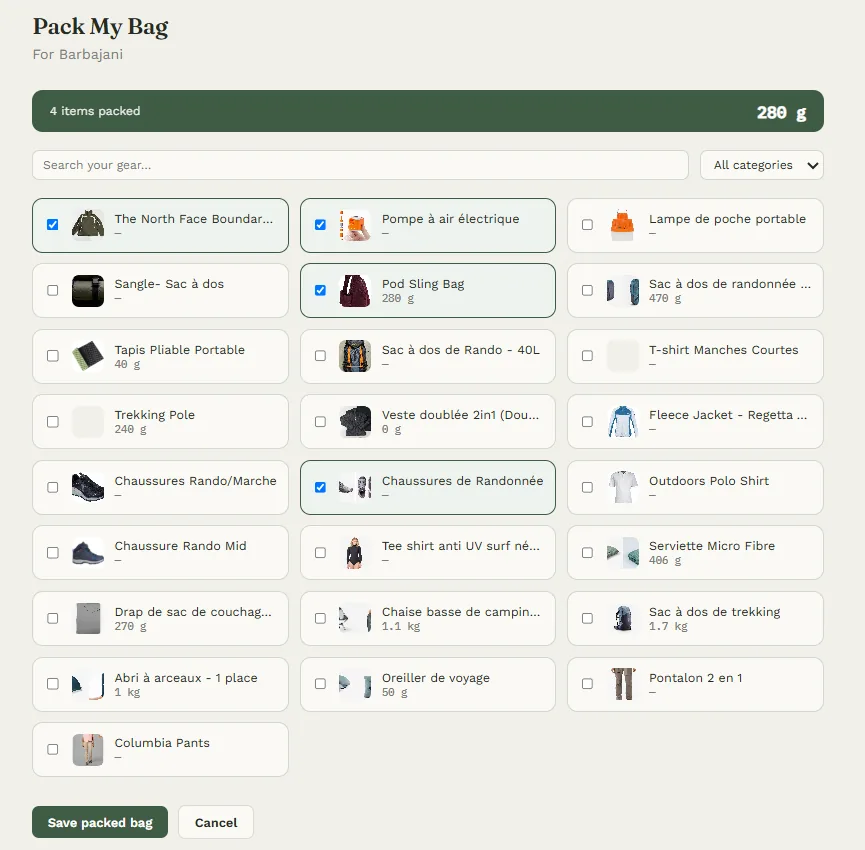 Pack My Bag
For Barbajani
4 items packed
280 g
Search your gear...
All categories
The North Face Boundar...
—
Pompe à air électrique
—
Lampe de poche portable
—
Sangle- Sac à dos
—
Pod Sling Bag
280 g
Sac à dos de randonnée ...
470 g
Tapis Pliable Portable
40 g
Sac à dos de Rando - 40L
—
T-shirt Manches Courtes
—
Trekking Pole
240 g
Veste doublée 2in1 (Dou...
0 g
Fleece Jacket - Regetta ...
—
Chaussures Rando/Marche
—
Chaussures de Randonnée
—
Outdoors Polo Shirt
—
Chaussure Rando Mid
—
Tee shirt anti UV surf né...
—
Serviette Micro Fibre
406 g
Drap de sac de couchag...
270 g
Chaise basse de campin...
1.1 kg
Sac à dos de trekking
1.7 kg
Abri à arceaux - 1 place
1 kg
Oreiller de voyage
50 g
Pontalon 2 en 1
—
Columbia Pants
—
Save packed bag
Cancel